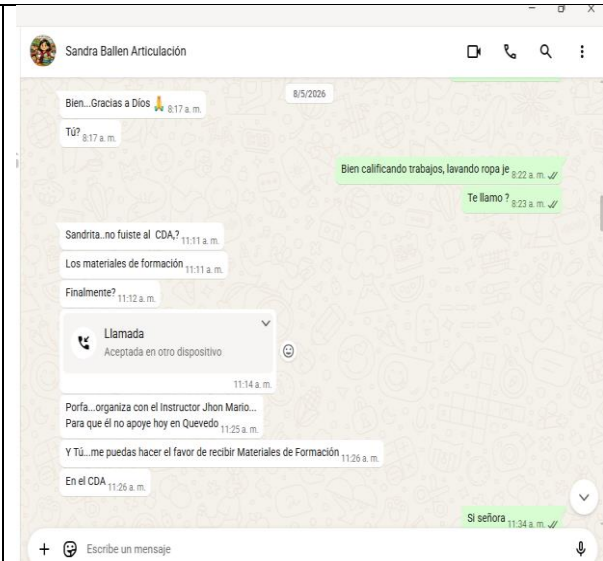 Sandra Ballen Articulación
8/5/2026
Bien...Gracias a Díos 🙏 8:17 a. m.
Tú? 8:17 a. m.
Bien calificando trabajos, lavando ropa je 8:22 a. m.
Te llamo ? 8:23 a. m.
Sandrita..no fuiste al CDA,? 11:11 a. m.
Los materiales de formación 11:11 a. m.
Finalmente? 11:12 a. m.
Llamada
Aceptada en otro dispositivo
11:14 a. m.
Porfa...organiza con el Instructor Jhon Mario...
Para que él no apoye hoy en Quevedo 11:25 a. m.
Y Tú...me puedas hacer el favor de recibir Materiales de Formación 11:26 a. m.
En el CDA 11:26 a. m.
Si señora 11:34 a. m.
Escribe un mensaje